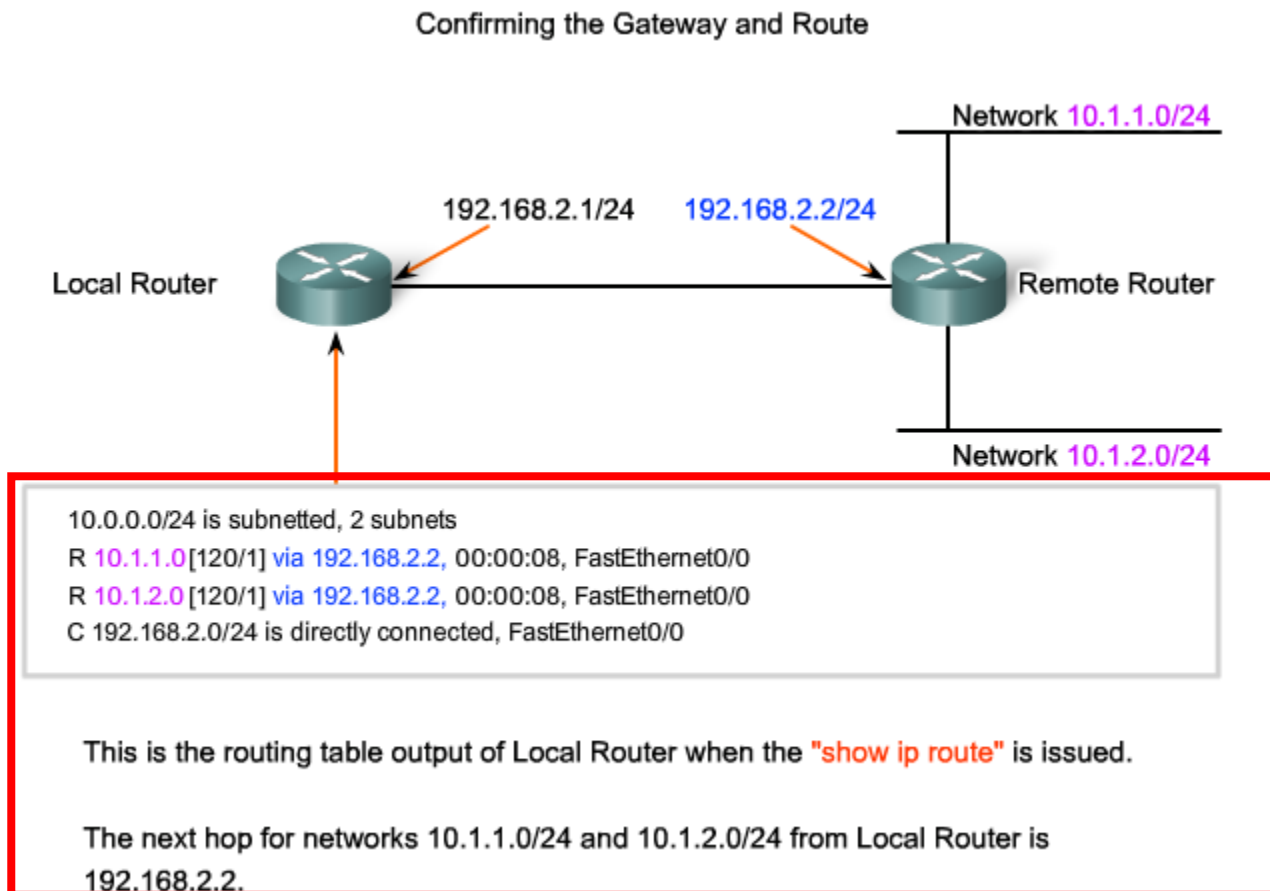 Confirming the Gateway and Route
Network 10.1.1.0/24
192.168.2.1/24
192.168.2.2/24
Local Router
Remote Router
Network 10.1.2.0/24
10.0.0.0/24 is subnetted, 2 subnets
R 10.1.1.0[120/1] via 192.168.2.2, 00:00:08, FastEthernet0/0
R 10.1.2.0 [120/1] via 192.168.2.2, 00:00:08, FastEthernet0/0
C 192.168.2.0/24 is directly connected, FastEthernet0/0
This is the routing table output of Local Router when the "show ip route" is issued.
The next hop for networks 10.1.1.0/24 and 10.1.2.0/24 from Local Router is
192.168.2.2.